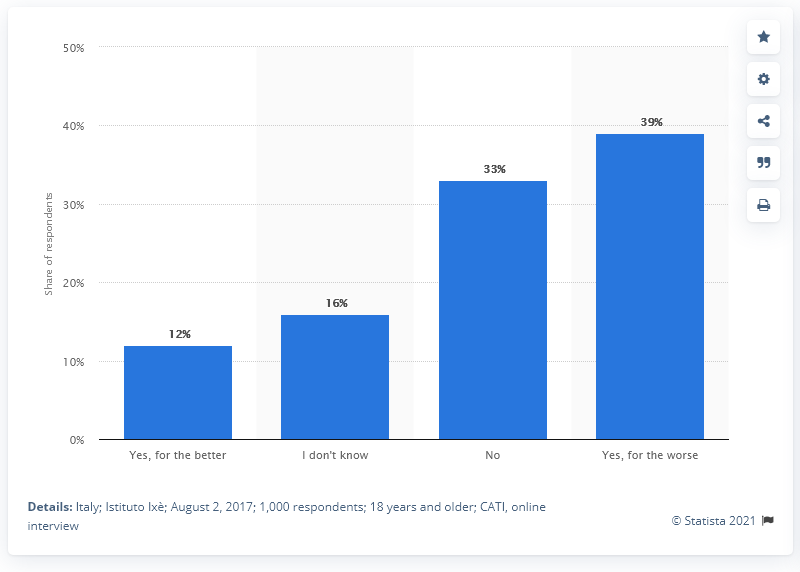 50%
40%
30%
20%
10%
0%
Share of respondents
12%
16%
33%
39%
Yes, for the better
I don't know
No
Yes, for the worse
Details: Italy; Istituto Ixè; August 2, 2017; 1,000 respondents; 18 years and older; CATI, online
interview
© Statista 2021